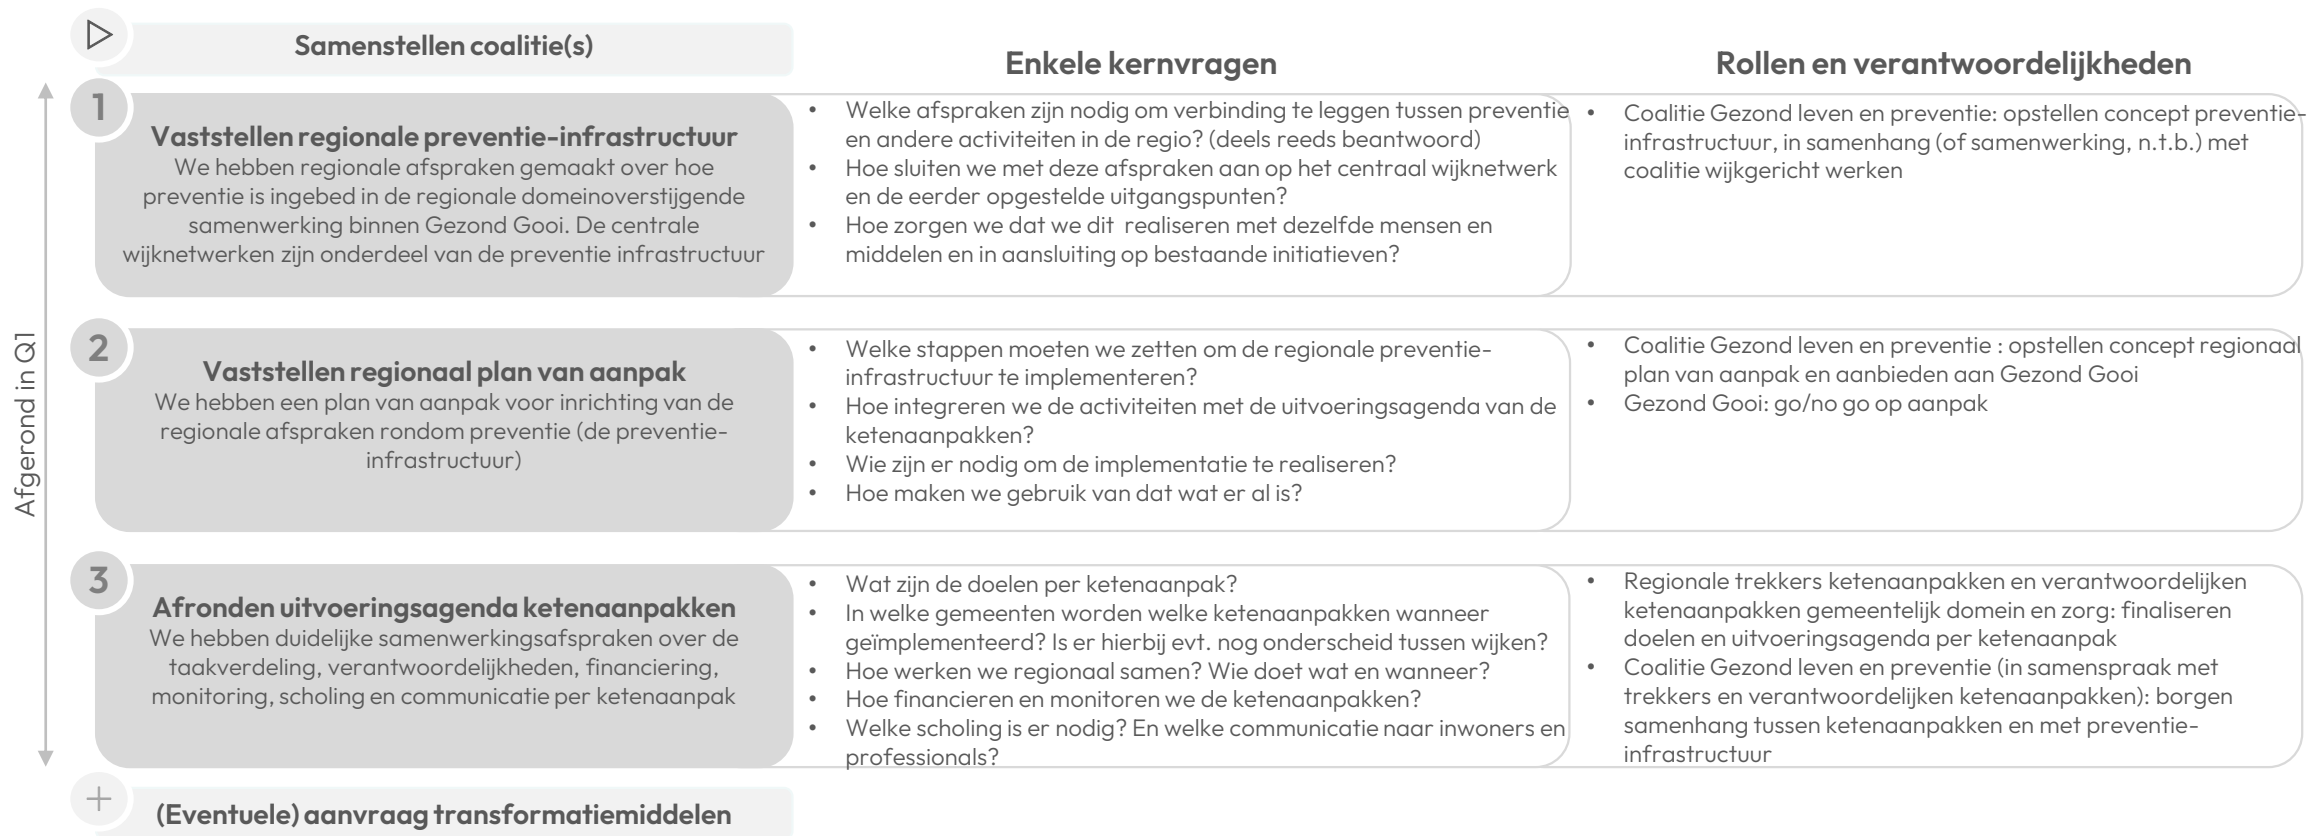 Samenstellen coalitie(s)
Enkele kernvragen
Rollen en verantwoordelijkheden
Afgerond in Q1
1
Vaststellen regionale preventie-infrastructuur
We hebben regionale afspraken gemaakt over hoe
preventie is ingebed in de regionale domeinoverstijgende
samenwerking binnen Gezond Gooi. De centrale
wijknetwerken zijn onderdeel van de preventie infrastructuur
• Welke afspraken zijn nodig om verbinding te leggen tussen preventie
en andere activiteiten in de regio? (deels reeds beantwoord)
• Hoe sluiten we met deze afspraken aan op het centraal wijknetwerk
en de eerder opgestelde uitgangspunten?
• Hoe zorgen we dat we dit realiseren met dezelfde mensen en
middelen en in aansluiting op bestaande initiatieven?
• Coalitie Gezond leven en preventie: opstellen concept preventie-
infrastructuur, in samenhang (of samenwerking, n.t.b.) met
coalitie wijkgericht werken
2
Vaststellen regionaal plan van aanpak
We hebben een plan van aanpak voor inrichting van de
regionale afspraken rondom preventie (de preventie-
infrastructuur)
• Welke stappen moeten we zetten om de regionale preventie-
infrastructuur te implementeren?
• Hoe integreren we de activiteiten met de uitvoeringsagenda van de
ketenaanpakken?
• Wie zijn er nodig om de implementatie te realiseren?
• Hoe maken we gebruik van dat wat er al is?
• Coalitie Gezond leven en preventie : opstellen concept regionaal
plan van aanpak en aanbieden aan Gezond Gooi
• Gezond Gooi: go/no go op aanpak
3
Afronden uitvoeringsagenda ketenaanpakken
We hebben duidelijke samenwerkingsafspraken over de
taakverdeling, verantwoordelijkheden, financiering,
monitoring, scholing en communicatie per ketenaanpak
• Wat zijn de doelen per ketenaanpak?
• In welke gemeenten worden welke ketenaanpakken wanneer
geïmplementeerd? Is er hierbij evt. nog onderscheid tussen wijken?
• Hoe werken we regionaal samen? Wie doet wat en wanneer?
• Hoe financieren en monitoren we de ketenaanpakken?
• Welke scholing is er nodig? En welke communicatie naar inwoners en
professionals?
• Regionale trekkers ketenaanpakken en verantwoordelijken
ketenaanpakken gemeentelijk domein en zorg: finaliseren
doelen en uitvoeringsagenda per ketenaanpak
• Coalitie Gezond leven en preventie (in samenspraak met
trekkers en verantwoordelijken ketenaanpakken): borgen
samenhang tussen ketenaanpakken en met preventie-
infrastructuur
(Eventuele) aanvraag transformatiemiddelen